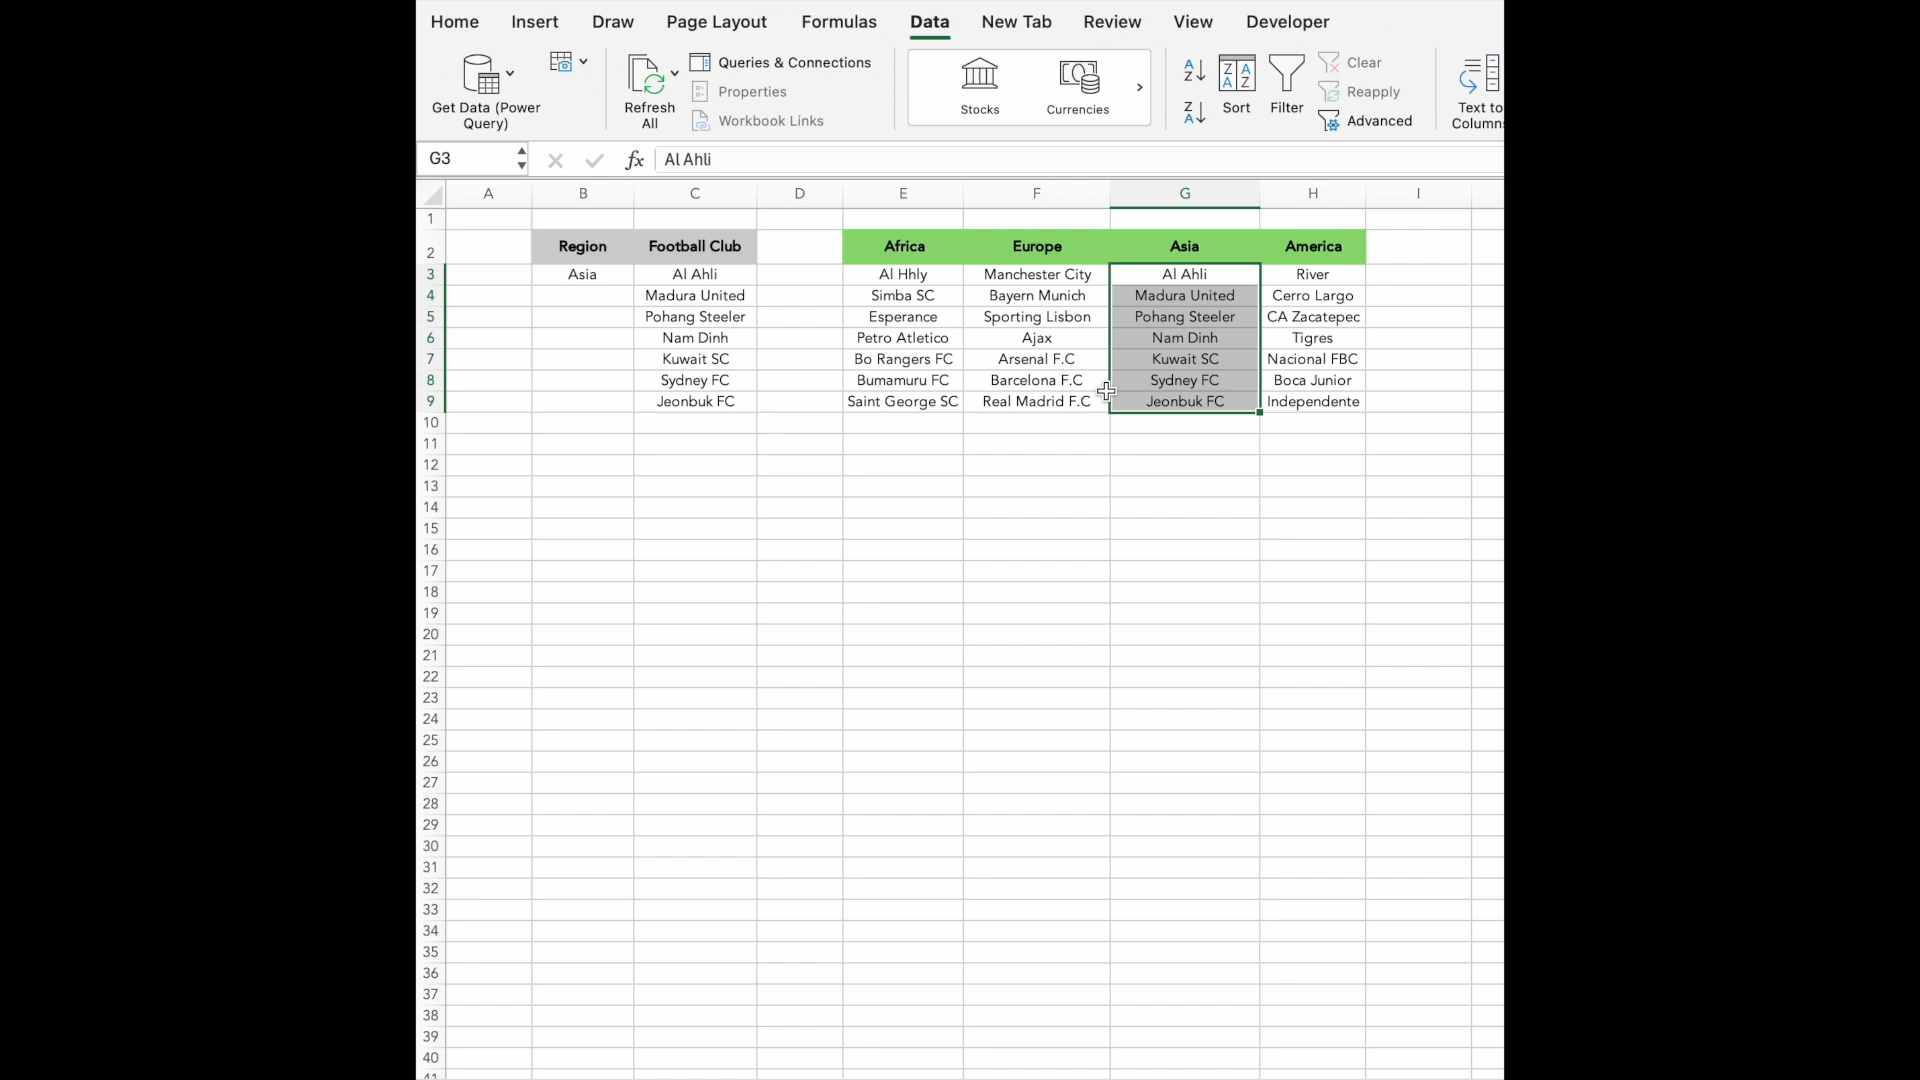 Home Insert Draw Page Layout Formulas Data New Tab Review View Developer
Get Data (Power Query)
Refresh All
Queries & Connections
Properties
Workbook Links
Stocks
Currencies
Sort
Filter
Clear
Reapply
Advanced
Text to
Column
G3 fx Al Ahli
A B C D E F G H I
1
2 Region Football Club Africa Europe Asia America
3 Asia Al Ahli Al Hhly Manchester City Al Ahli River
4 Madura United Simba SC Bayern Munich Madura United Cerro Largo
5 Pohang Steeler Esperance Sporting Lisbon Pohang Steeler CA Zacatepec
6 Nam Dinh Petro Atletico Ajax Nam Dinh Tigres
7 Kuwait SC Bo Rangers FC Arsenal F.C Kuwait SC Nacional FBC
8 Sydney FC Bumamuru FC Barcelona F.C Sydney FC Boca Junior
9 Jeonbuk FC Saint George SC Real Madrid F.C Jeonbuk FC Independente
10
11
12
13
14
15
16
17
18
19
20
21
22
23
24
25
26
27
28
29
30
31
32
33
34
35
36
37
38
39
40
41